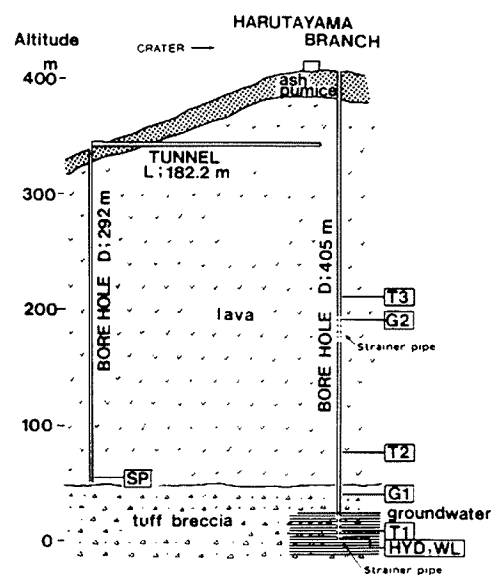 HARUTAYAMA
BRANCH
Altitude
m
CRATER →
400
ash
pumice
TUNNEL
L;182.2 m
300
BORE HOLE D;292 m
BORE HOLE D;405 m
T3
200
lava
G2
Strainer pipe
100
T2
SP
G1
groundwater
tuff breccia
T1
0
HYD,WL
Strainer pipe